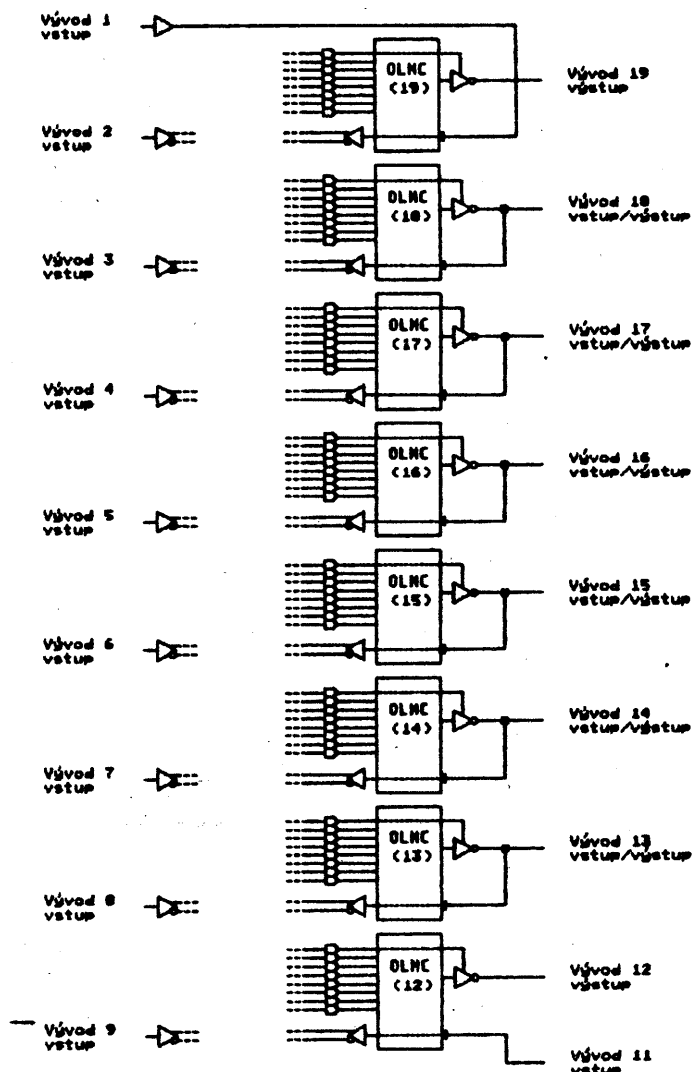 Vývod 1
vstup
OLMC
(19)
Vývod 19
výstup
Vývod 2
vstup
OLMC
(18)
Vývod 18
vstup/výstup
Vývod 3
vstup
OLMC
(17)
Vývod 17
vstup/výstup
Vývod 4
vstup
OLMC
(16)
Vývod 16
vstup/výstup
Vývod 5
vstup
OLMC
(15)
Vývod 15
vstup/výstup
Vývod 6
vstup
OLMC
(14)
Vývod 14
vstup/výstup
Vývod 7
vstup
OLMC
(13)
Vývod 13
vstup/výstup
Vývod 8
vstup
OLMC
(12)
Vývod 12
výstup
Vývod 9
vstup
Vývod 11
vstup